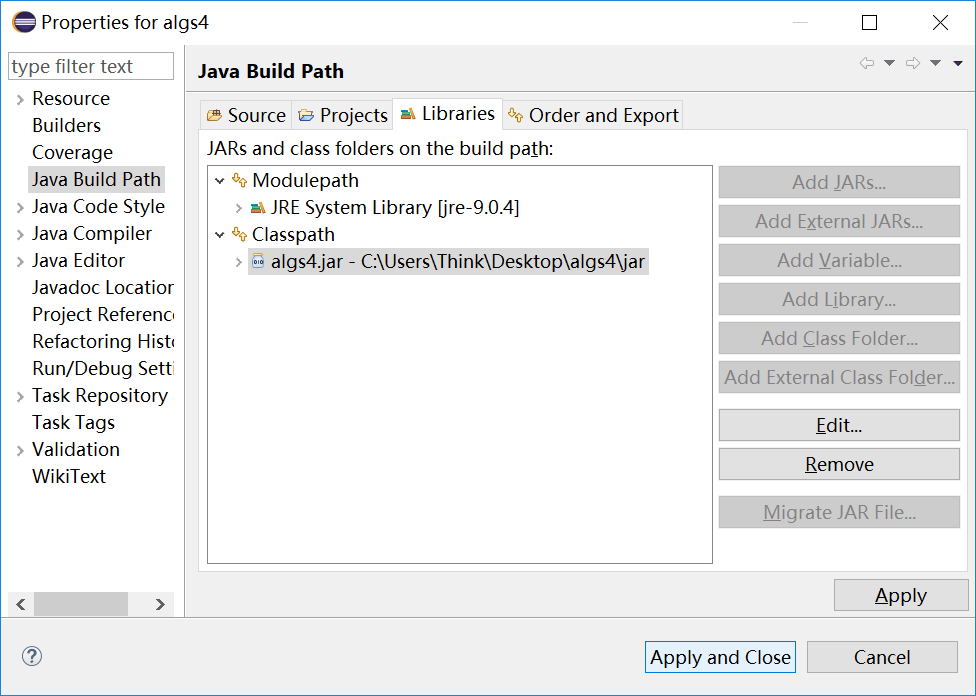 Properties for algs4
type filter text
Resource
Builders
Coverage
Java Build Path
Java Code Style
Java Compiler
Java Editor
Javadoc Location
Project Referenc
Refactoring Histo
Run/Debug Setti
Task Repository
Task Tags
Validation
WikiText
Java Build Path
Source Projects Libraries Order and Export
JARs and class folders on the build path:
Modulepath
JRE System Library [jre-9.0.4]
Classpath
algs4.jar - C:\Users\Think\Desktop\algs4\jar
Add JARs...
Add External JARs...
Add Variable...
Add Library...
Add Class Folder...
Add External Class Folder...
Edit...
Remove
Migrate JAR File...
Apply
?
Apply and Close Cancel